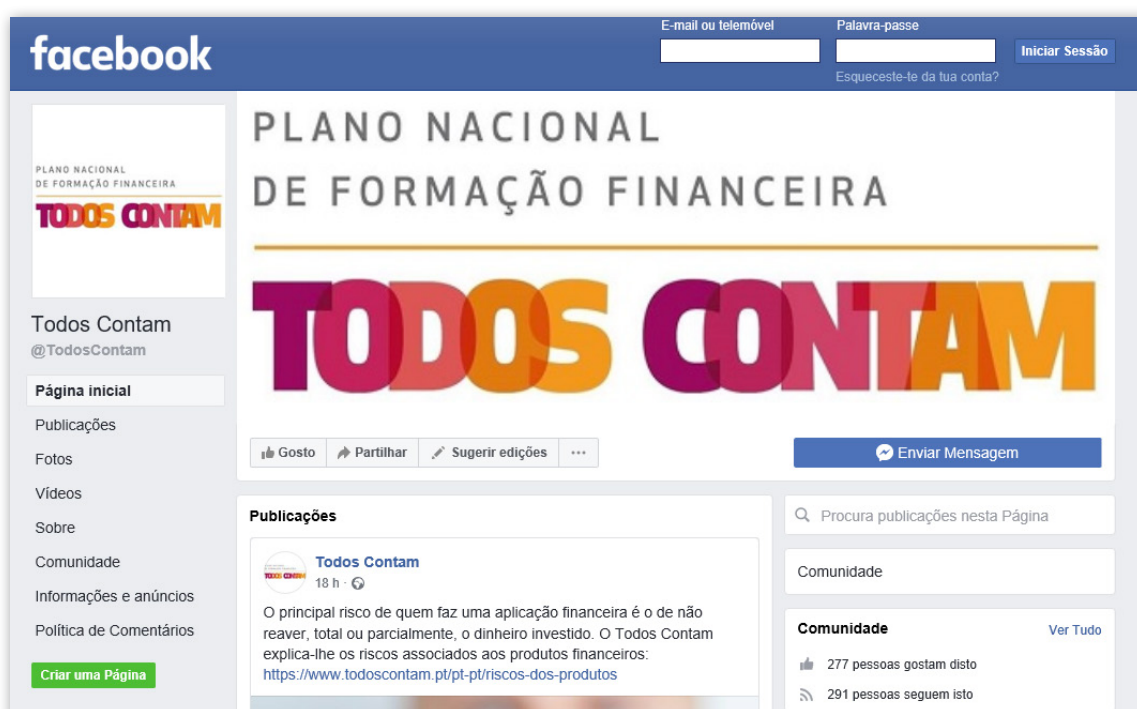 facebook
E-mail ou telemóvel
Palavra-passe
Iniciar Sessão
Esqueceste-te da tua conta?
PLANO NACIONAL
DE FORMAÇÃO FINANCEIRA
TODOS CONTAM
Todos Contam
@TodosContam
Página inicial
Publicações
Fotos
Vídeos
Sobre
Comunidade
Informações e anúncios
Política de Comentários
Criar uma Página
PLANO NACIONAL
DE FORMAÇÃO FINANCEIRA
TODOS CONTAM
Gosto
Partilhar
Sugerir edições
Enviar Mensagem
Publicações
TODOS CONTAM
Todos Contam
18 h ·
O principal risco de quem faz uma aplicação financeira é o de não
reaver, total ou parcialmente, o dinheiro investido. O Todos Contam
explica-lhe os riscos associados aos produtos financeiros:
https://www.todoscontam.pt/pt-pt/riscos-dos-produtos
Procura publicações nesta Página
Comunidade
Comunidade
Ver Tudo
277 pessoas gostam disto
291 pessoas seguem isto